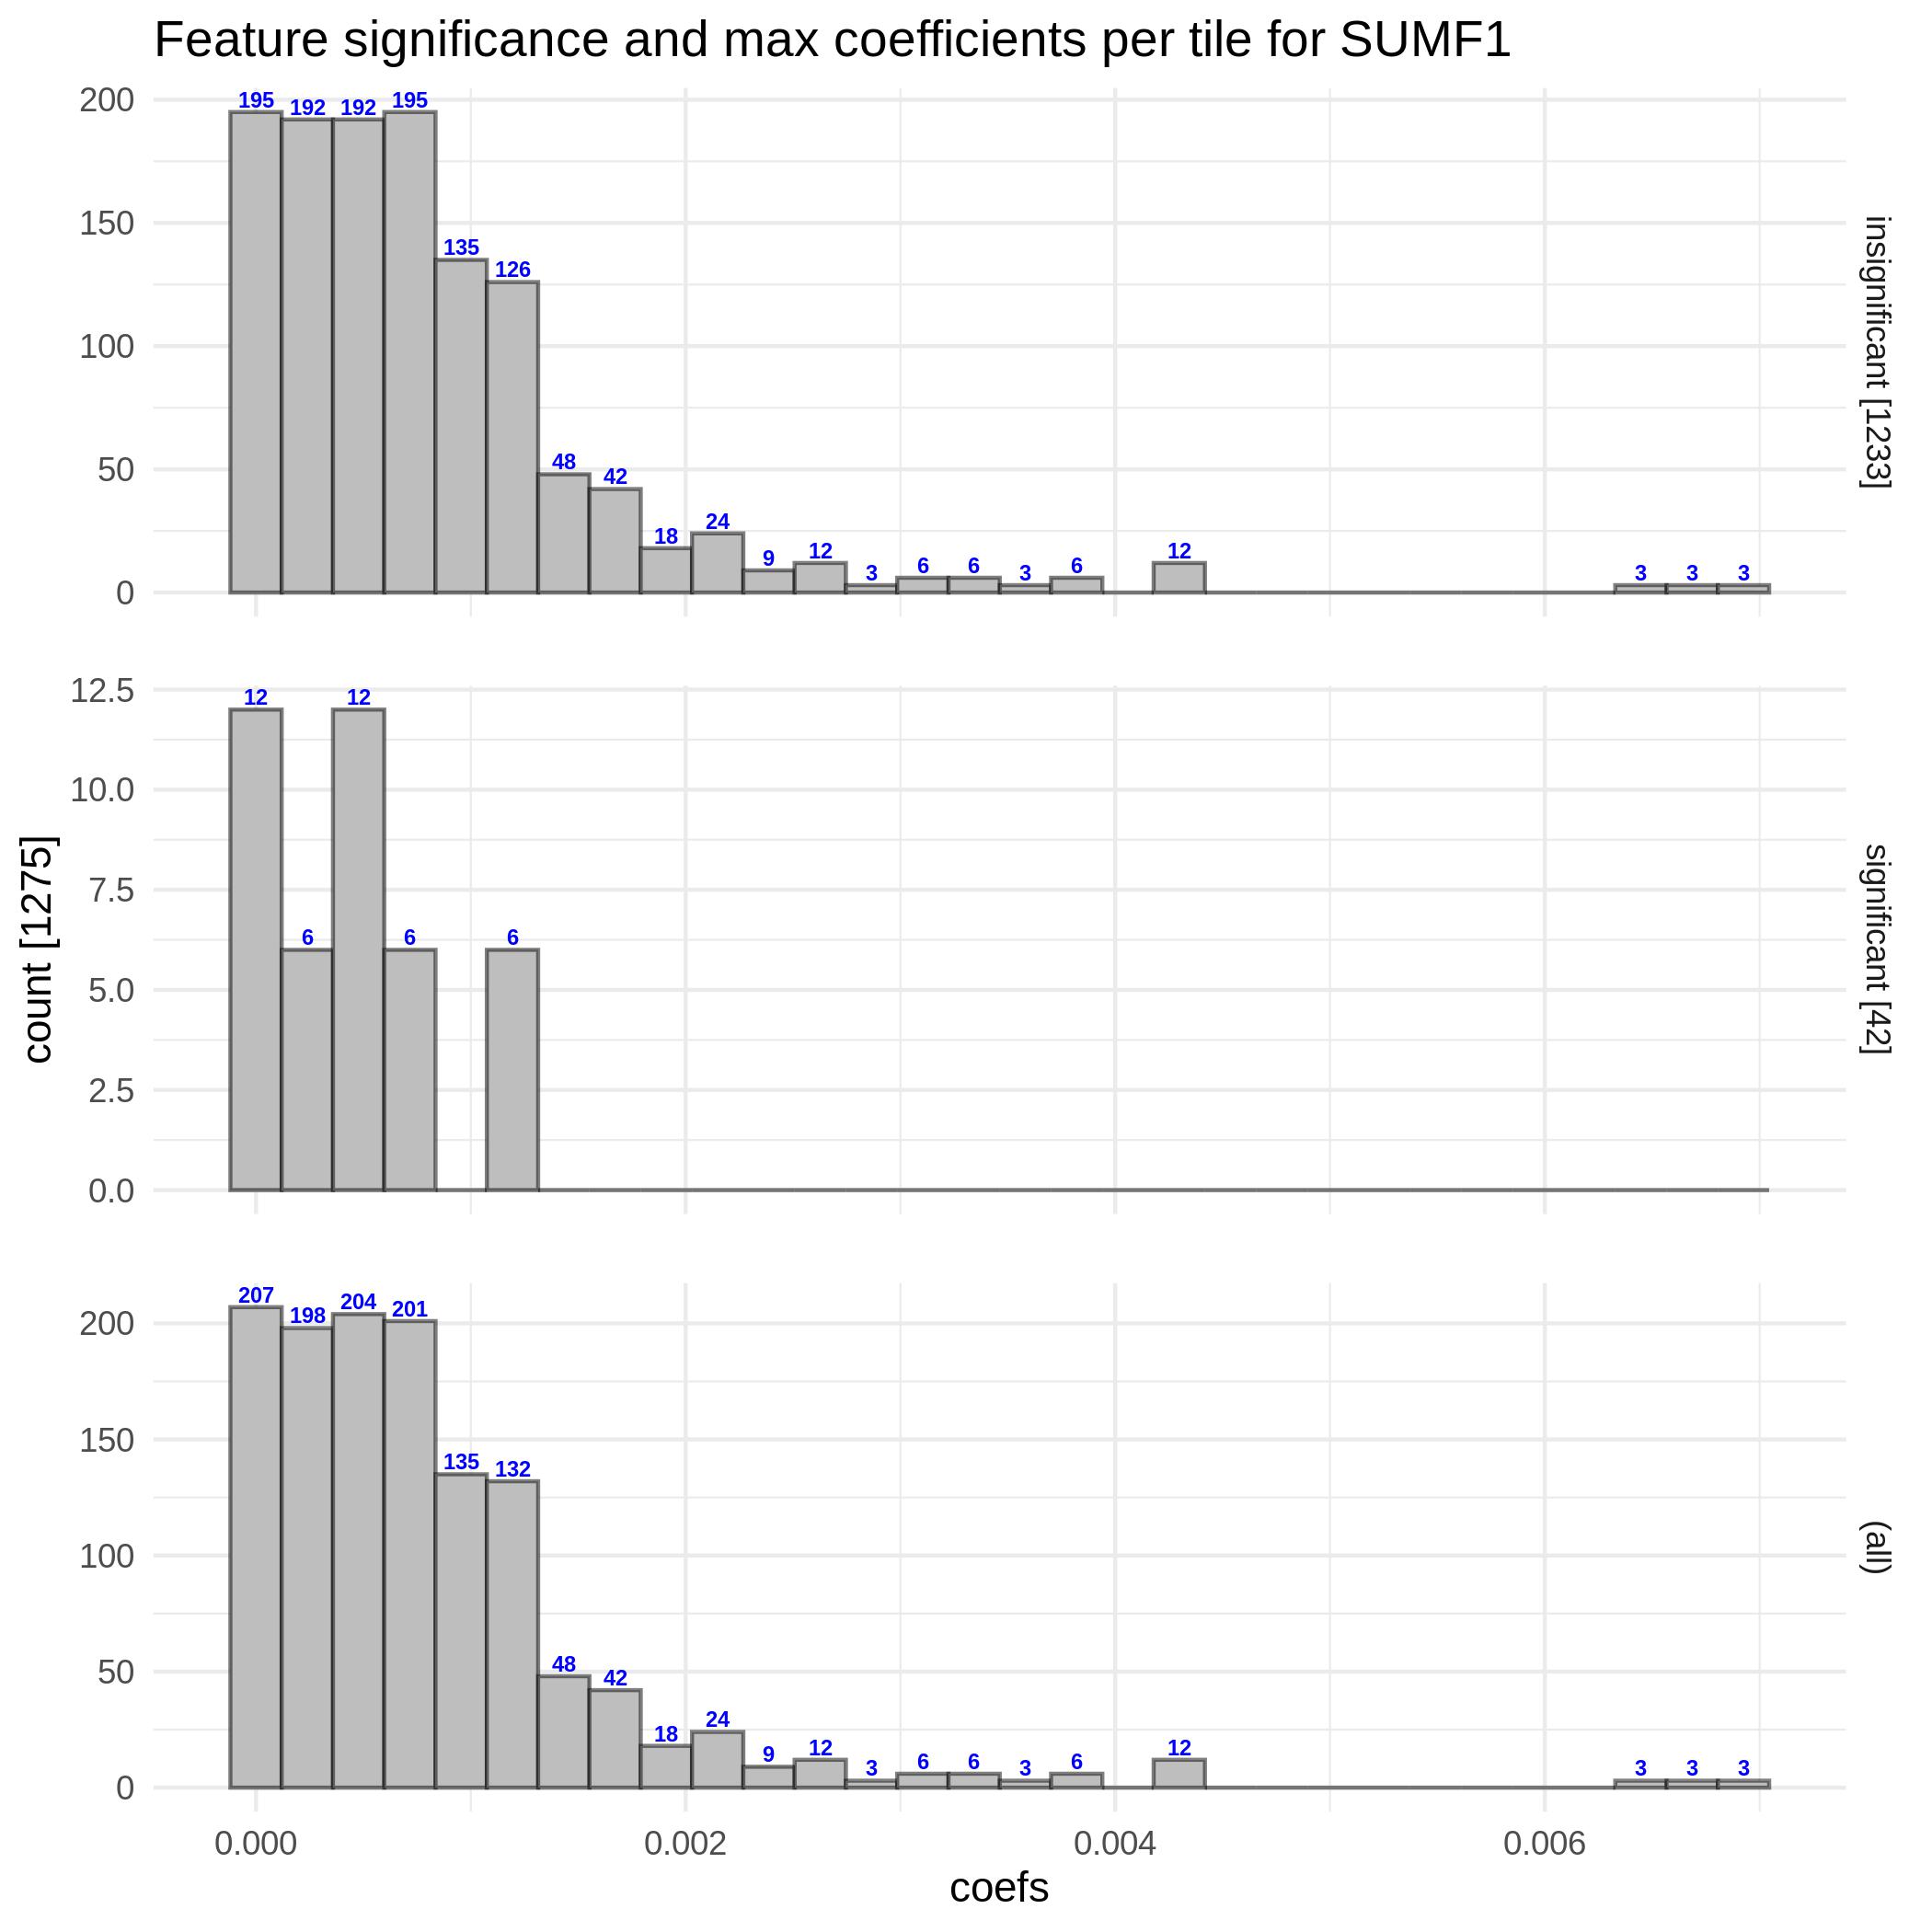 Feature significance and max coefficients per tile for SUMF1
200
150
100
50
0
195 192 192 195 135 126 48 42 18 24 9 12 3 6 6 3 6 12 3 3 3
insignificant [1233]
count [1275]
12.5
10.0
7.5
5.0
2.5
0.0
12 6 12 6 6
significant [42]
200
150
100
50
0
207 198 204 201 135 132 48 42 18 24 9 12 3 6 6 3 6 12 3 3 3
(all)
0.000 0.002 0.004 0.006
coefs